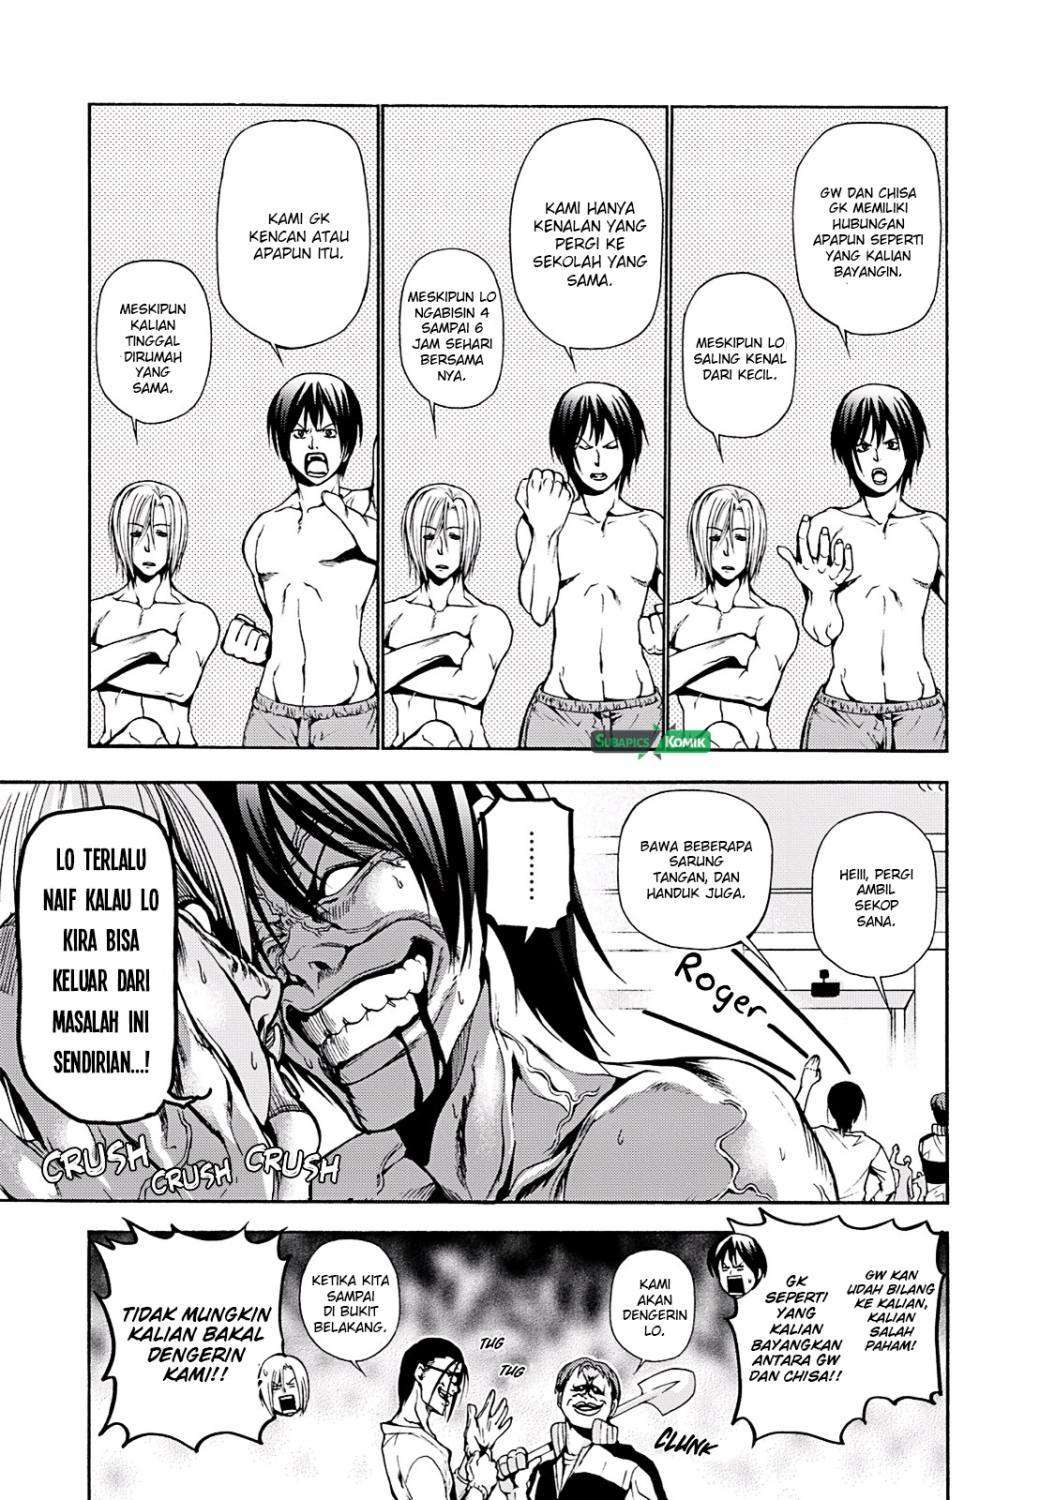 GW DAN CHISA
GK MEMILIKI
HUBUNGAN
APAPUN SEPERTI
YANG KALIAN
BAYANGIN.
MESKIPUN LO
SALING KENAL
DARI KECIL.
KAMI HANYA
KENALAN YANG
PERGI KE
SEKOLAH YANG
SAMA.
MESKIPUN LO
NGABISIN 4
SAMPAI 6
JAM SEHARI
BERSAMA
NYA.
KAMI GK
KENCAN ATAU
APAPUN ITU.
MESKIPUN
KALIAN
TINGGAL
DIRUMAH
YANG
SAMA.
SUBAPICS KOMIK
HEIII, PERGI
AMBIL
SEKOP
SANA.
BAWA BEBERAPA
SARUNG
TANGAN, DAN
HANDUK JUGA.
Roger
.........
LO TERLALU
NAIF KALAU LO
KIRA BISA
KELUAR DARI
MASALAH INI
SENDIRIAN...!
CRUSH
CRUSH
CRUSH
GW KAN
UDAH BILANG
KE KALIAN,
KALIAN
SALAH
PAHAM!
GK
SEPERTI
YANG
KALIAN
BAYANGKAN
ANTARA GW
DAN CHISA!!
KAMI
AKAN
DENGERIN
LO.
CLUNK
TUG
TUG
KETIKA KITA
SAMPAI
DI BUKIT
BELAKANG.
TIDAK MUNGKIN
KALIAN BAKAL
DENGERIN
KAMI!!